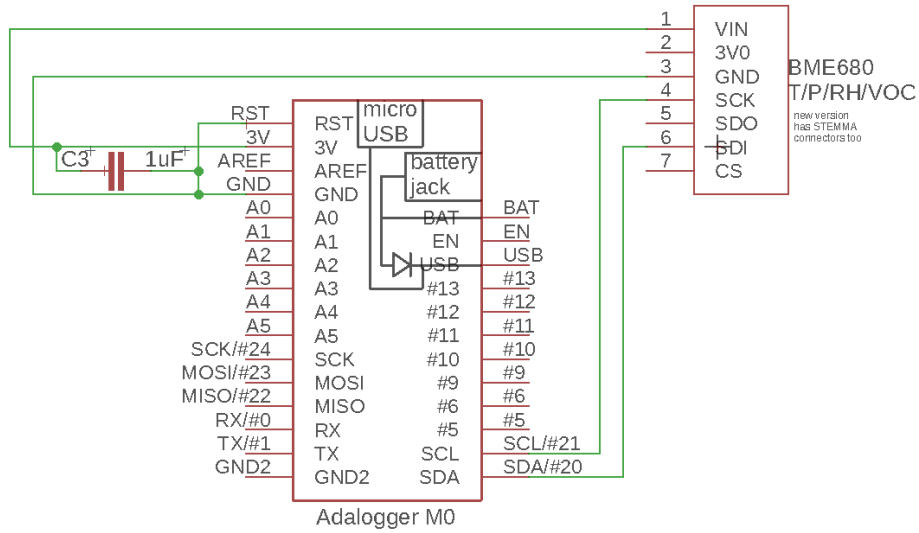 1
VIN
2
3V0
3
GND
BME680
4
SCK
T/P/RH/VOC
5
SDO
new version
has STEMMA
connectors too
6
SDI
7
CS
micro
USB
RST
RST
3V
3V
C3
1uF
AREF
AREF
GND
GND
battery
jack
A0
A0
BAT
BAT
A1
A1
EN
EN
A2
A2
USB
USB
A3
A3
#13
#13
A4
A4
#12
#12
A5
A5
#11
#11
SCK/#24
SCK
#10
#10
MOSI/#23
MOSI
#9
#9
MISO/#22
MISO
#6
#6
RX/#0
RX
#5
#5
TX/#1
TX
SCL
SCL/#21
GND2
GND2
SDA
SDA/#20
Adalogger M0